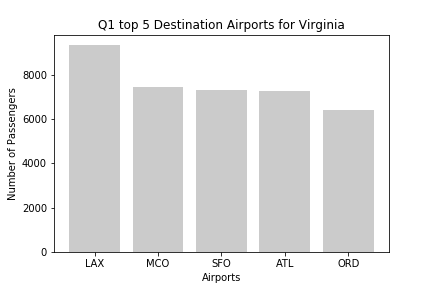 Q1 top 5 Destination Airports for Virginia
Number of Passengers
8000
6000
4000
2000
0
LAX MCO SFO ATL ORD
Airports